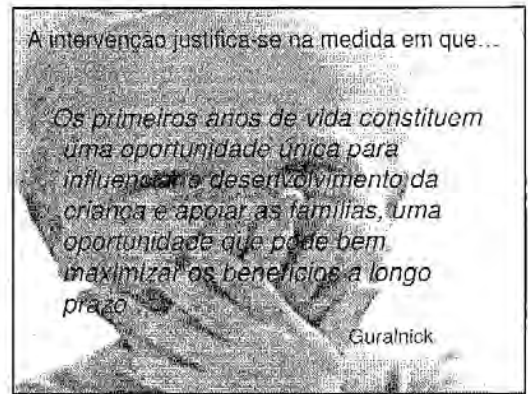 A intervenção justifica-se na medida em que...
Os primeiros anos de vida constituem
uma oportunidade única para
influenciar o desenvolvimento da
criança e apoiar as famílias, uma
oportunidade que pode bem
maximizar os benefícios a longo
prazo
Guralnick